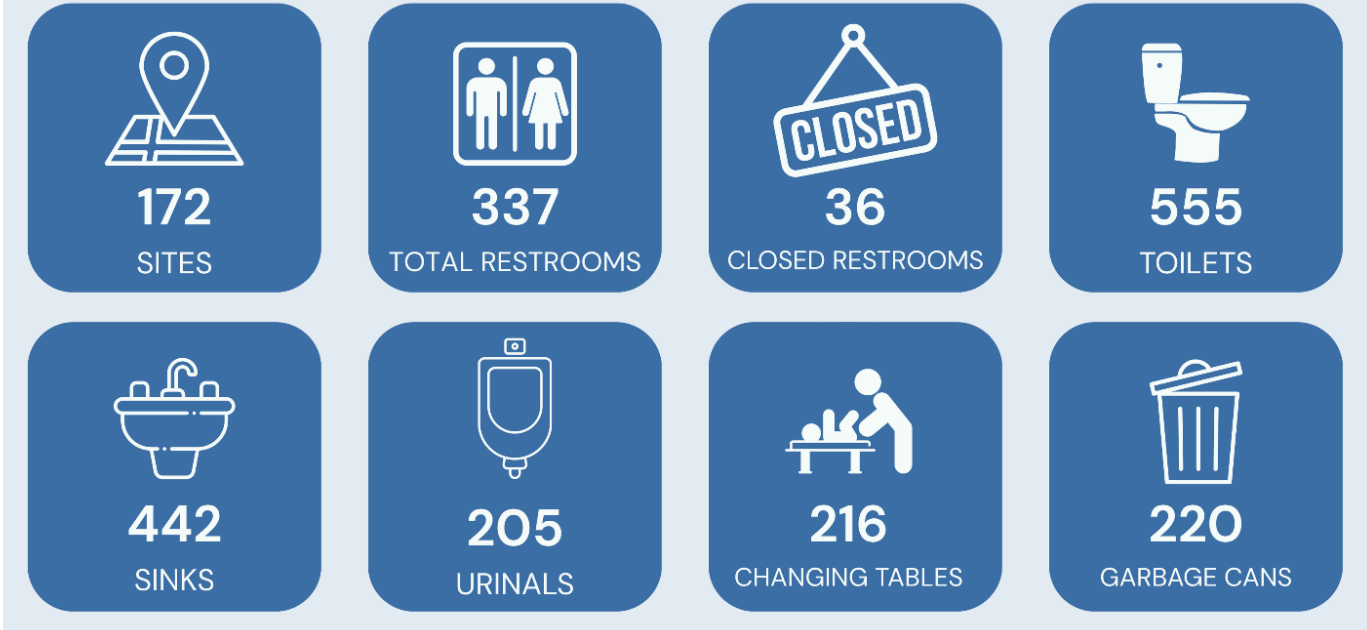 CLOSED
172
SITES
337
TOTAL RESTROOMS
36
CLOSED RESTROOMS
555
TOILETS
442
SINKS
205
URINALS
216
CHANGING TABLES
220
GARBAGE CANS